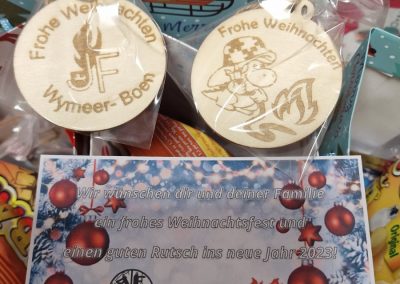 Frohe Weihnachten
JF
Wymeer-Boen
Frohe Weihnachten
Wir wünschen dir und deiner Familie
ein frohes Weihnachtsfest und
einen guten Rutsch ins neue Jahr 2023!
Original